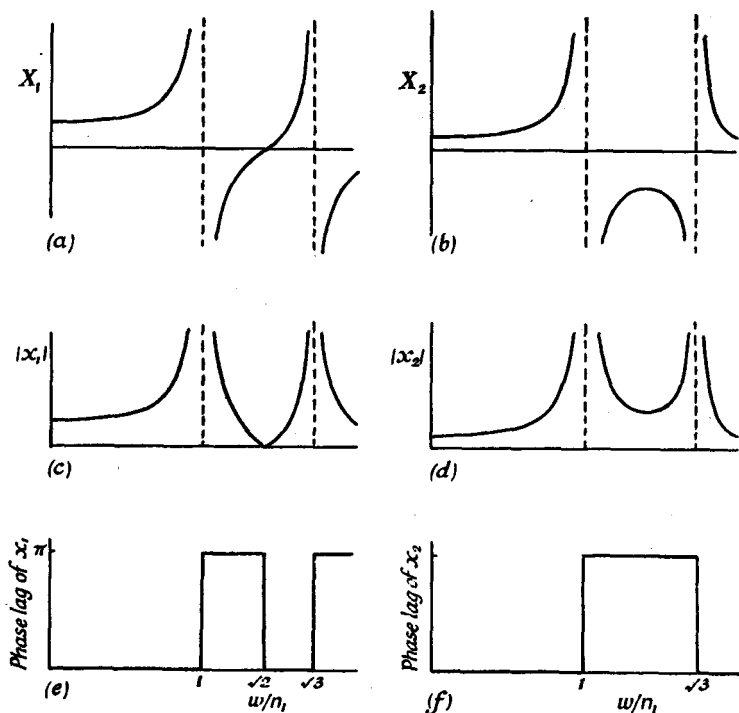 X₁
(a)
X₂
(b)
|x₁|
(c)
|x₂|
(d)
Phase lag of x₁
π
1
√2
√3
(e)
w/n₁
Phase lag of x₂
1
√3
(f)
w/n₁